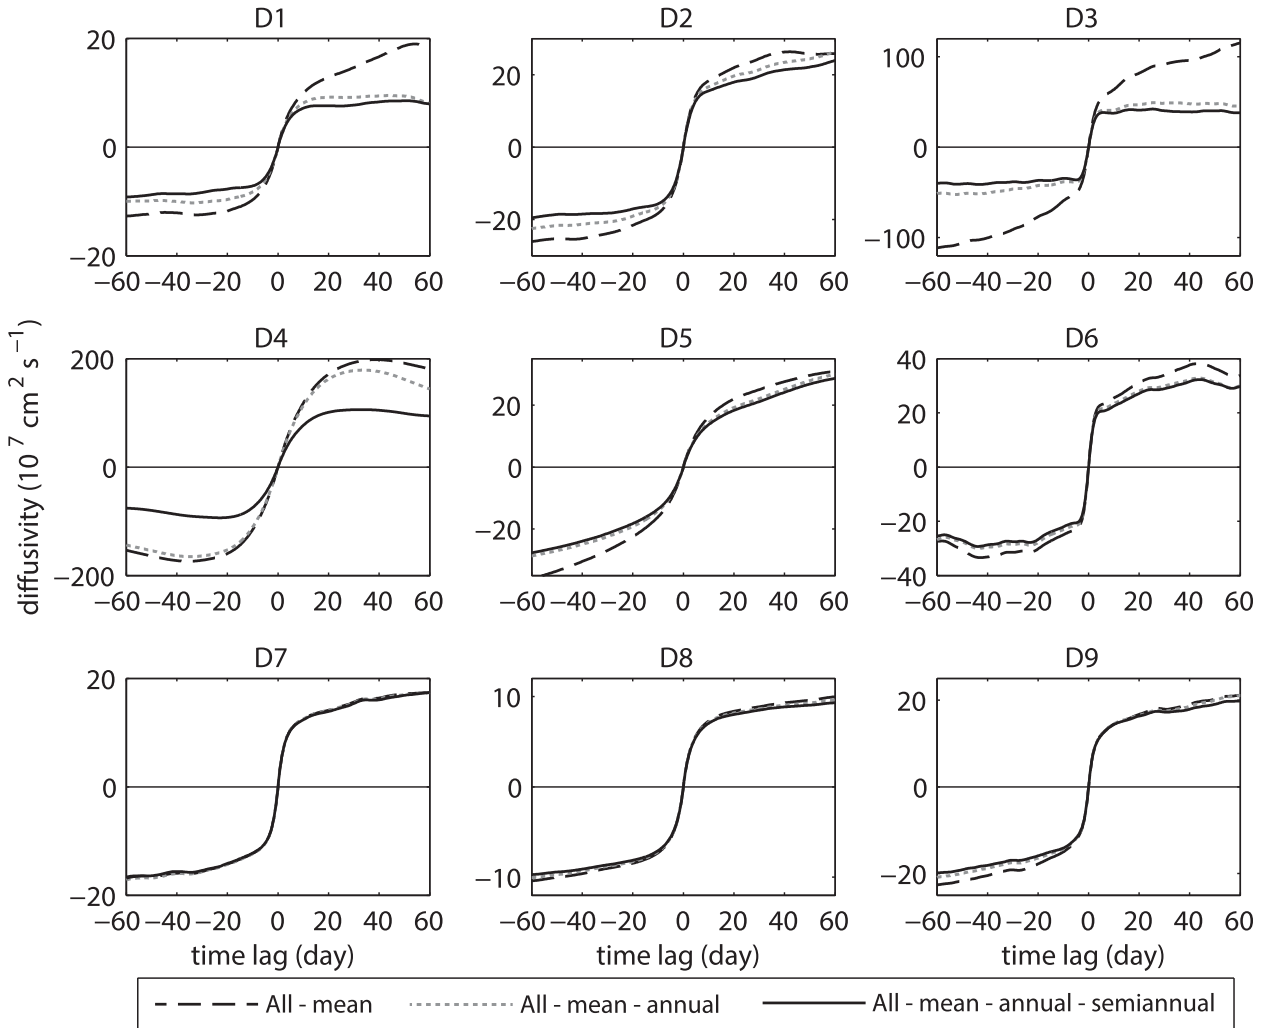 D1 D2 D3
20 20 100
0 0 0
−20 −20 −100
−60 −40 −20 0 20 40 60 −60 −40 −20 0 20 40 60 −60 −40 −20 0 20 40 60
diffusivity (10⁷ cm² s⁻¹)
D4 D5 D6
200 20 40
20
0 0 0
−20
−200 −20 −40
−60 −40 −20 0 20 40 60 −60 −40 −20 0 20 40 60 −60 −40 −20 0 20 40 60
D7 D8 D9
20 10 20
0 0 0
−20 −10 −20
−60 −40 −20 0 20 40 60 −60 −40 −20 0 20 40 60 −60 −40 −20 0 20 40 60
time lag (day) time lag (day) time lag (day)
All - mean All - mean - annual All - mean - annual - semiannual